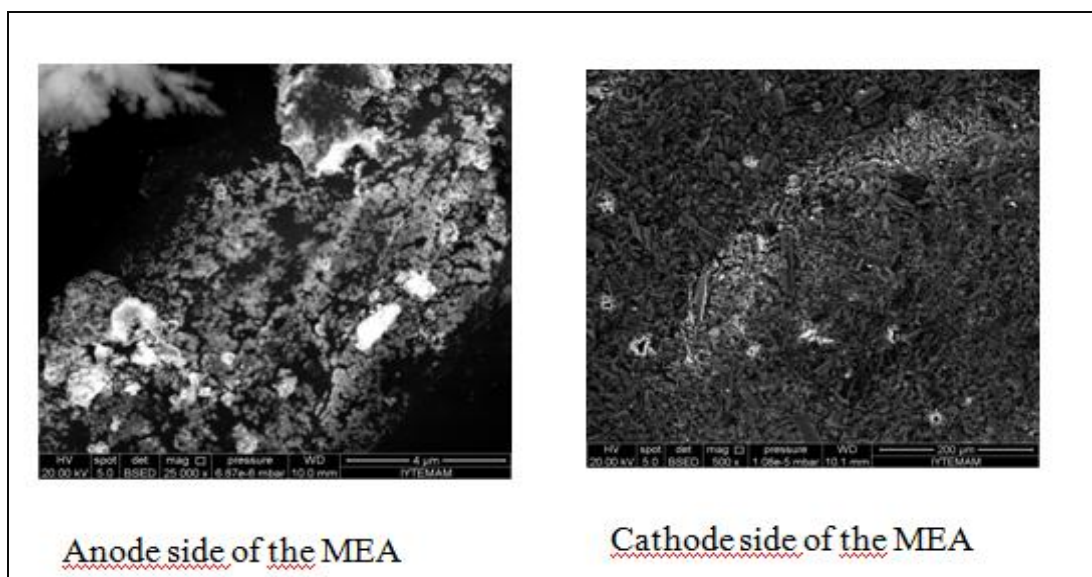 HV spot det mag □ pressure WD 4 µm
20.00 kV 5.0 BSED 25.000 x 6.67e-6 mbar 10.0 mm IYTEMAM
HV spot det mag □ pressure WD 200 µm
20.00 kV 5.0 BSED 500 x 1.08e-5 mbar 10.1 mm IYTEMAM
Anode side of the MEA
Cathode side of the MEA